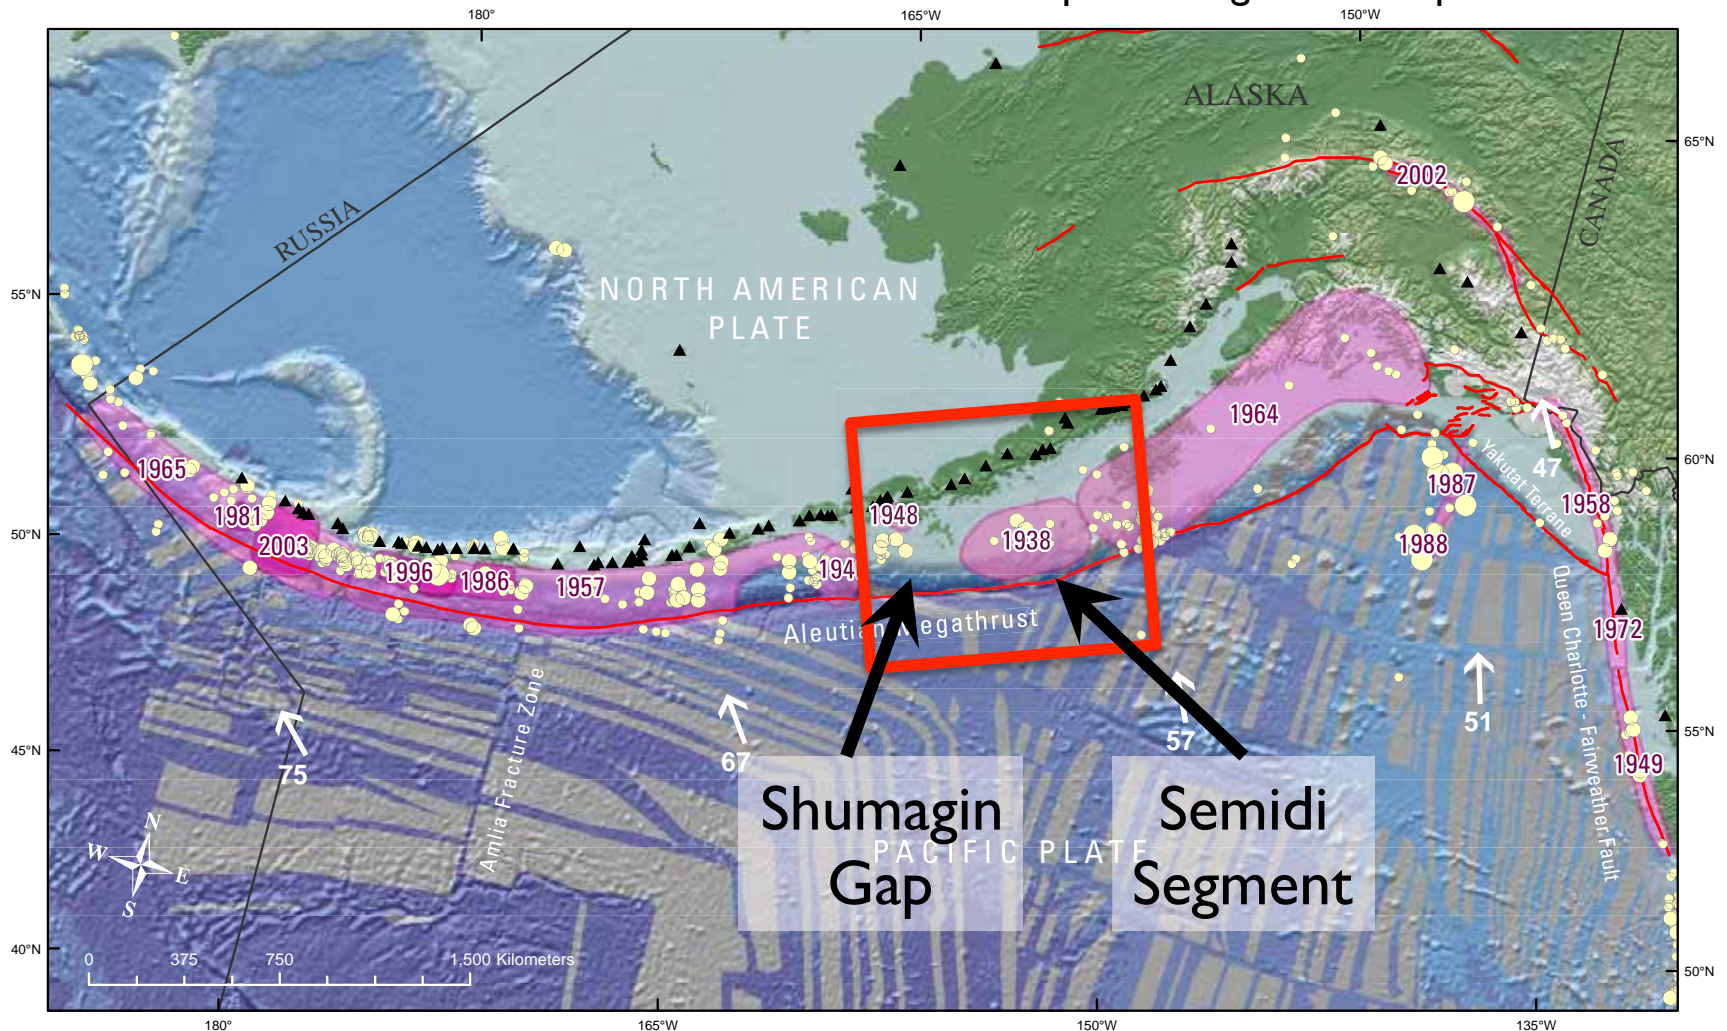 180°
165°W
150°W
ALASKA
65°N
2002
CANADA
RUSSIA
55°N
NORTH AMERICAN
PLATE
1964
60°N
1965
47
Yakutat Terrane
1987
1958
1981
1948
50°N
2003
1938
1988
1996
1986
1957
194
Queen Charlotte - Fairweather Fault
Aleutian Megathrust
1972
Amlia Fracture Zone
51
55°N
57
45°N
67
75
1949
Shumagin
Gap
Semidi
Segment
PACIFIC PLATE
N
W
E
S
40°N
0
375
750
1,500 Kilometers
50°N
180°
165°W
150°W
135°W